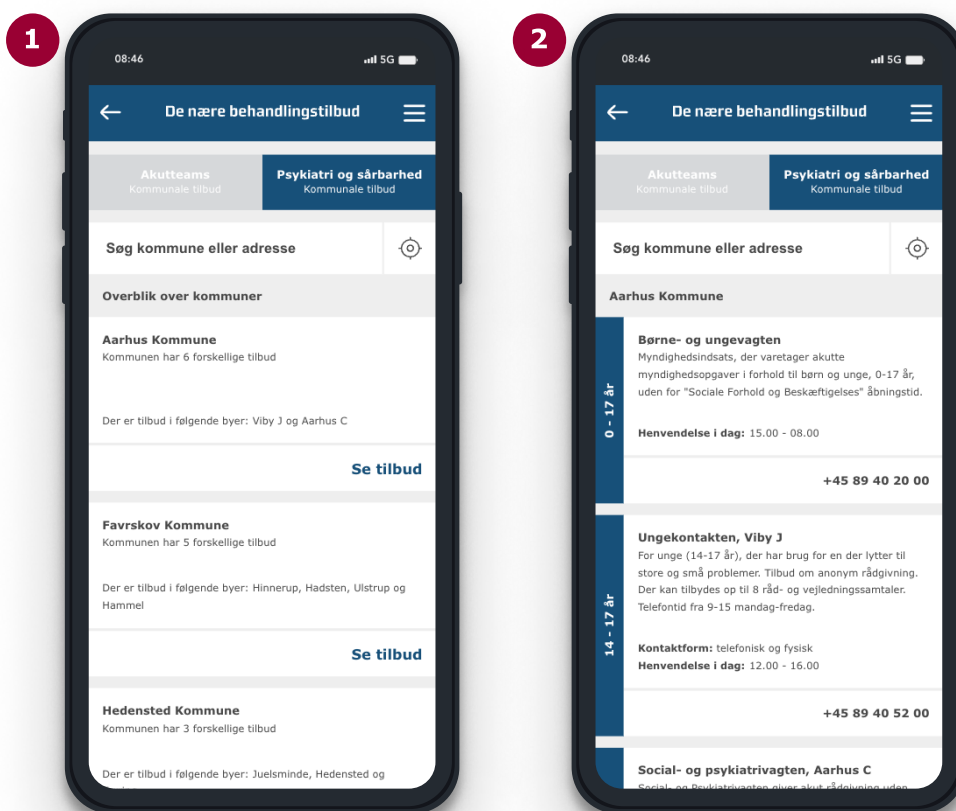 1
08:46
5G
De nære behandlingstilbud
Akutteams
Kommunale tilbud
Psykiatri og sårbarhed
Kommunale tilbud
Søg kommune eller adresse
Overblik over kommuner
Aarhus Kommune
Kommunen har 6 forskellige tilbud
Der er tilbud i følgende byer: Viby J og Aarhus C
Se tilbud
Favrskov Kommune
Kommunen har 5 forskellige tilbud
Der er tilbud i følgende byer: Hinnerup, Hadsten, Ulstrup og
Hammel
Se tilbud
Hedensted Kommune
Kommunen har 3 forskellige tilbud
Der er tilbud i følgende byer: Juelsminde, Hedensted og
2
08:46
5G
De nære behandlingstilbud
Akutteams
Kommunale tilbud
Psykiatri og sårbarhed
Kommunale tilbud
Søg kommune eller adresse
Aarhus Kommune
0 - 17 år
Børne- og ungevagten
Myndighedsindsats, der varetager akutte
myndighedsopgaver i forhold til børn og unge, 0-17 år,
uden for "Sociale Forhold og Beskæftigelses" åbningstid.
Henvendelse i dag: 15.00 - 08.00
+45 89 40 20 00
14 - 17 år
Ungekontakten, Viby J
For unge (14-17 år), der har brug for en der lytter til
store og små problemer. Tilbud om anonym rådgivning.
Der kan tilbydes op til 8 råd- og vejledningssamtaler.
Telefontid fra 9-15 mandag-fredag.
Kontaktform: telefonisk og fysisk
Henvendelse i dag: 12.00 - 16.00
+45 89 40 52 00
Social- og psykiatrivagten, Aarhus C
Social- og Psykiatrivagten giver akut rådgivning uden